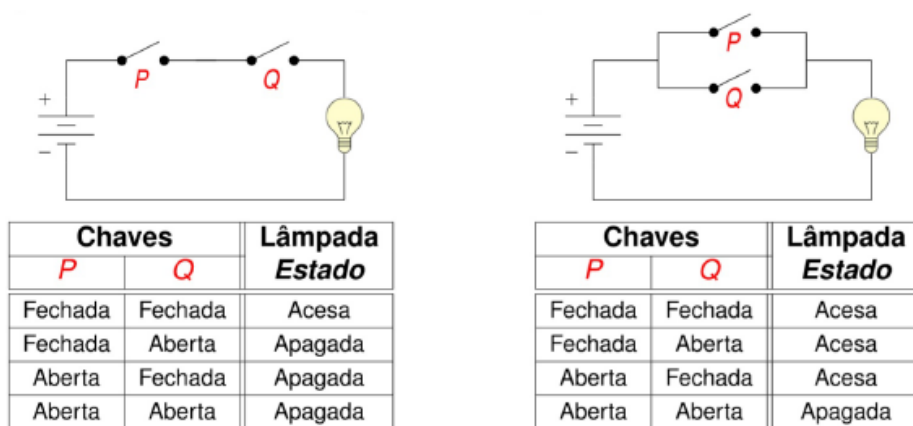 P
Q
+
−
P
Q
+
−
Chaves Lâmpada
P Q Estado
Fechada Fechada Acesa
Fechada Aberta Apagada
Aberta Fechada Apagada
Aberta Aberta Apagada
Chaves Lâmpada
P Q Estado
Fechada Fechada Acesa
Fechada Aberta Acesa
Aberta Fechada Acesa
Aberta Aberta Apagada